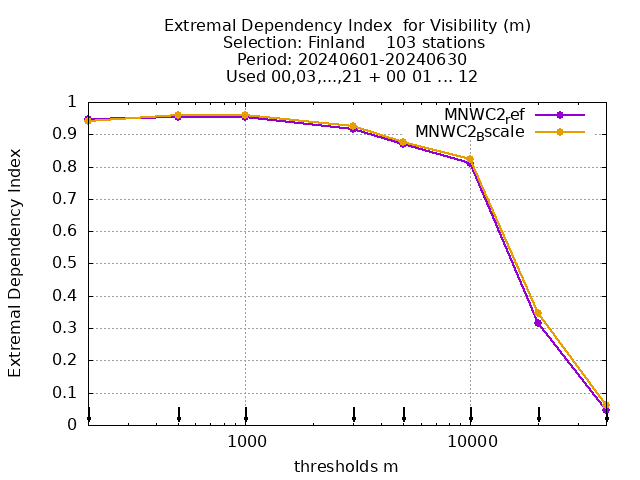 Extremal Dependency Index for Visibility (m)
Selection: Finland 103 stations
Period: 20240601-20240630
Used 00,03,...,21 + 00 01 ... 12
Extremal Dependency Index
1
0.9
0.8
0.7
0.6
0.5
0.4
0.3
0.2
0.1
0
MNWC2ref
MNWC2Bscale
1000
10000
thresholds m